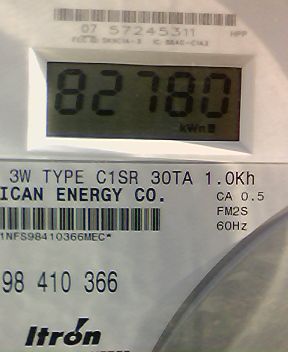 07 57245311 HPP
82780
kWh
3W TYPE C1SR 30TA 1.0Kh
ICAN ENERGY CO.
CA 0.5
FM2S
60Hz
1NFS98410366MEC*
98 410 366
Itron